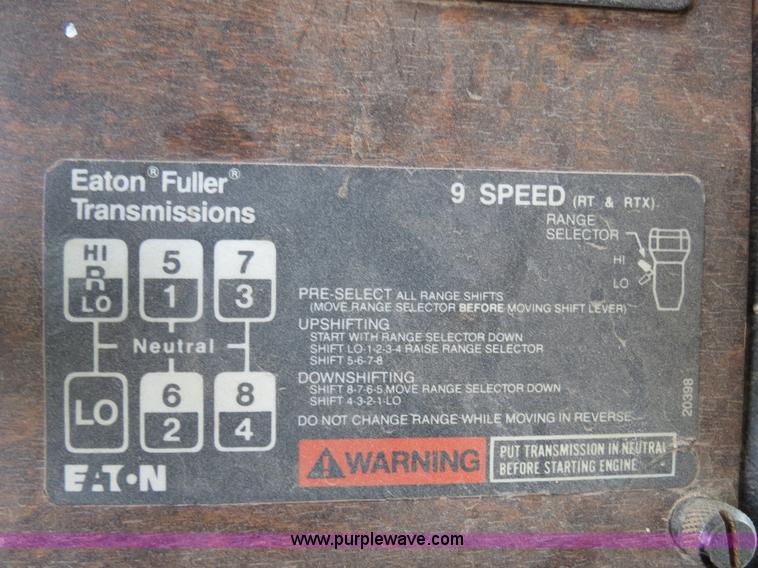 Eaton® Fuller®
Transmissions
9 SPEED (RT & RTX)
RANGE
SELECTOR
HI
LO
HI
R
LO
5
1
7
3
Neutral
LO
6
2
8
4
PRE-SELECT ALL RANGE SHIFTS
(MOVE RANGE SELECTOR BEFORE MOVING SHIFT LEVER)
UPSHIFTING
START WITH RANGE SELECTOR DOWN
SHIFT LO-1-2-3-4 RAISE RANGE SELECTOR
SHIFT 5-6-7-8
DOWNSHIFTING
SHIFT 8-7-6-5 MOVE RANGE SELECTOR DOWN
SHIFT 4-3-2-1-LO
DO NOT CHANGE RANGE WHILE MOVING IN REVERSE
20398
EATON
WARNING
PUT TRANSMISSION IN NEUTRAL
BEFORE STARTING ENGINE
www.purplewave.com